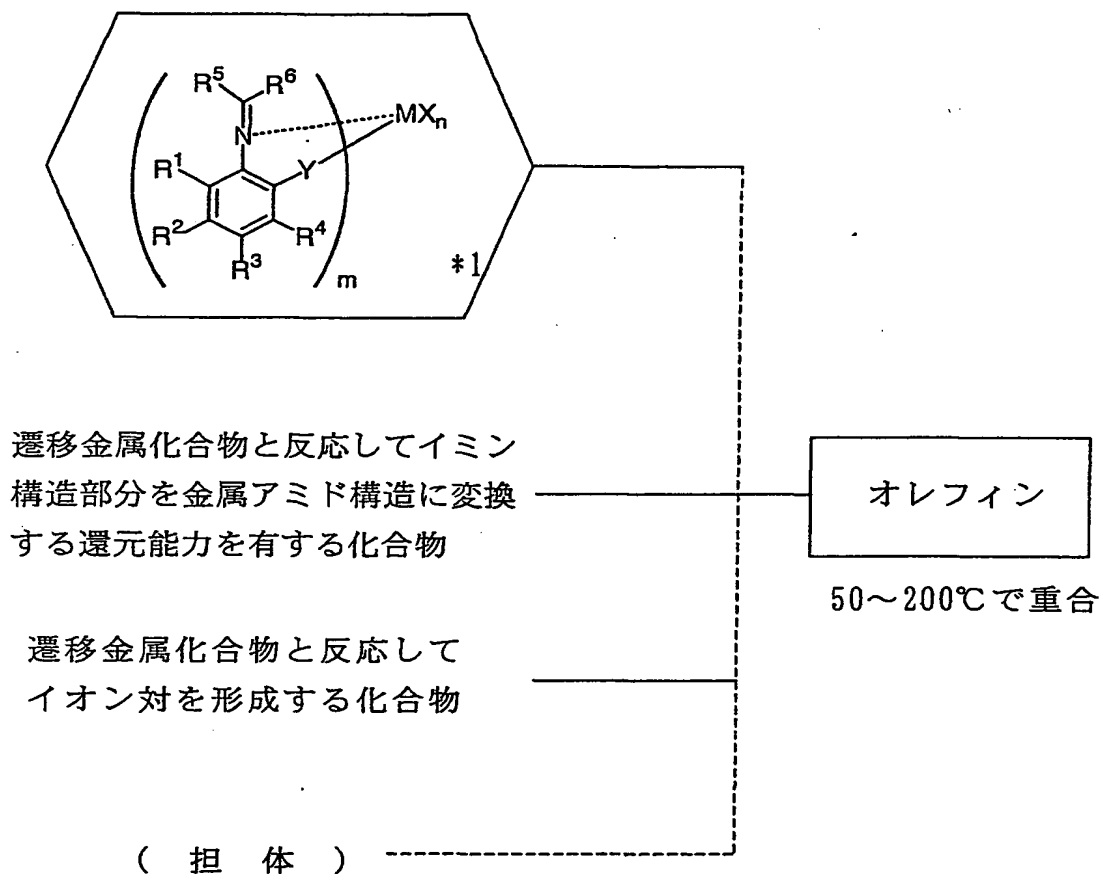 R⁵ R⁶
N MXₙ
R¹ Y
R² R⁴
R³ m *1
遷移金属化合物と反応してイミン
構造部分を金属アミド構造に変換
する還元能力を有する化合物
オレフィン
50～200℃で重合
遷移金属化合物と反応して
イオン対を形成する化合物
( 担 体 )